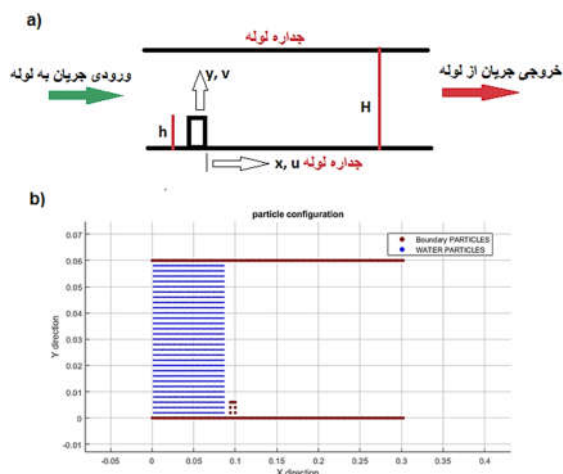 a)
جداره لوله
ورودی جریان به لوله
y, v
H
خروجی جریان از لوله
h
x, u جداره لوله
b)
particle configuration
Boundary PARTICLES
WATER PARTICLES
0.07
0.06
0.05
0.04
0.03
0.02
0.01
0
-0.01
Y direction
-0.05 0 0.05 0.1 0.15 0.2 0.25 0.3 0.35 0.4
X direction